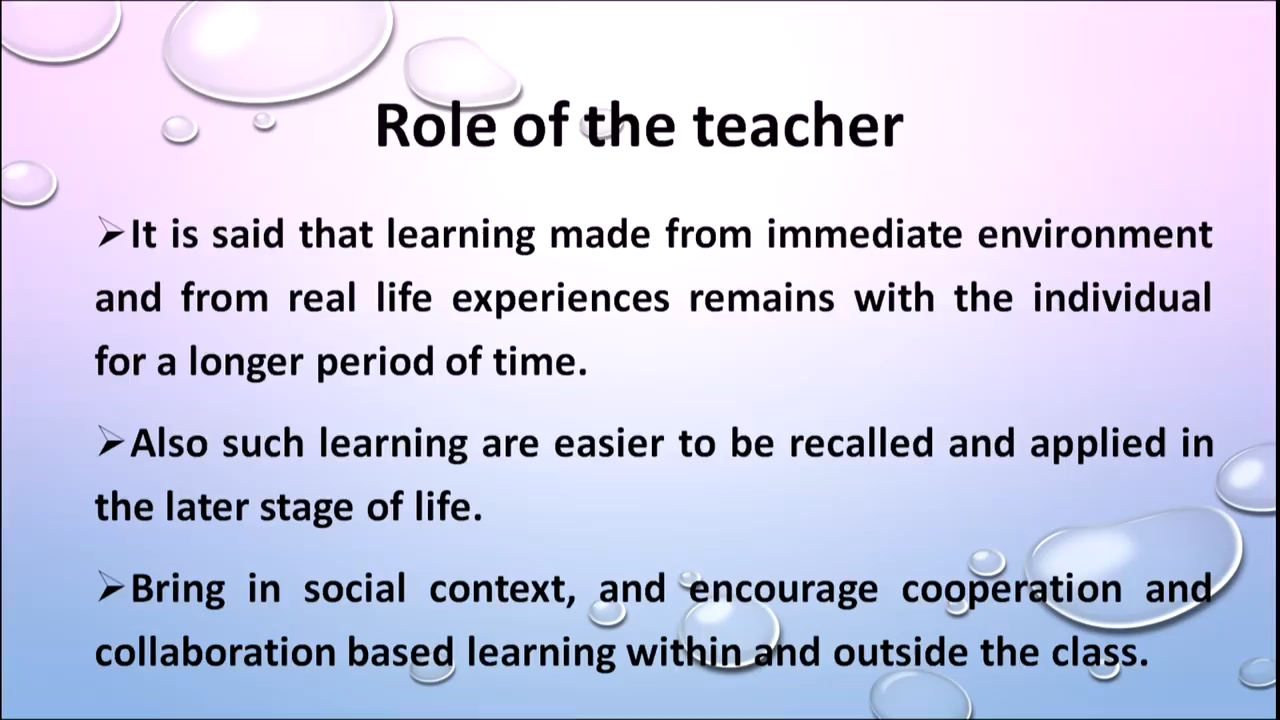 Role of the teacher
➢It is said that learning made from immediate environment
and from real life experiences remains with the individual
for a longer period of time.
➢Also such learning are easier to be recalled and applied in
the later stage of life.
➢Bring in social context, and encourage cooperation and
collaboration based learning within and outside the class.